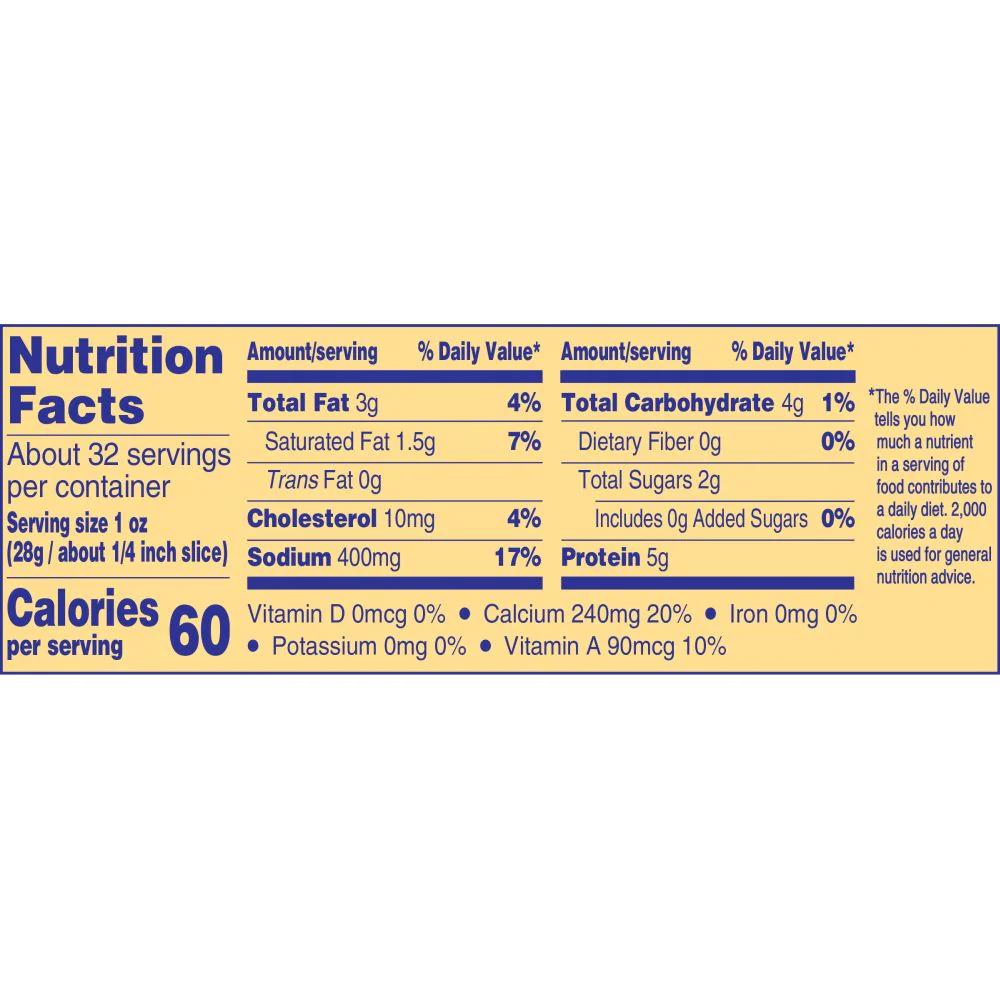 Nutrition
Facts
About 32 servings
per container
Serving size 1 oz
(28g / about 1/4 inch slice)
Calories 60
per serving
Amount/serving % Daily Value*
Total Fat 3g 4%
Saturated Fat 1.5g 7%
Trans Fat 0g
Cholesterol 10mg 4%
Sodium 400mg 17%
Amount/serving % Daily Value*
Total Carbohydrate 4g 1%
Dietary Fiber 0g 0%
Total Sugars 2g
Includes 0g Added Sugars 0%
Protein 5g
Vitamin D 0mcg 0% • Calcium 240mg 20% • Iron 0mg 0%
• Potassium 0mg 0% • Vitamin A 90mcg 10%
*The % Daily Value
tells you how
much a nutrient
in a serving of
food contributes to
a daily diet. 2,000
calories a day
is used for general
nutrition advice.